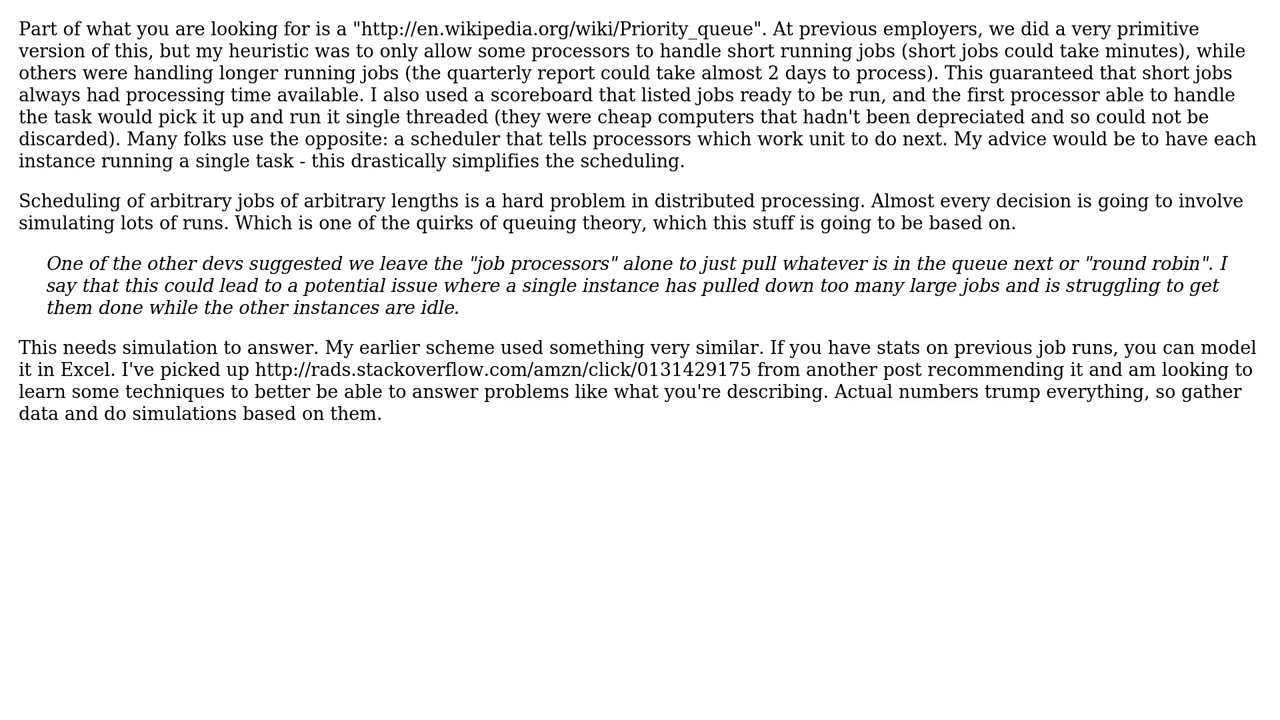 Part of what you are looking for is a "http://en.wikipedia.org/wiki/Priority_queue". At previous employers, we did a very primitive
version of this, but my heuristic was to only allow some processors to handle short running jobs (short jobs could take minutes), while
others were handling longer running jobs (the quarterly report could take almost 2 days to process). This guaranteed that short jobs
always had processing time available. I also used a scoreboard that listed jobs ready to be run, and the first processor able to handle
the task would pick it up and run it single threaded (they were cheap computers that hadn't been depreciated and so could not be
discarded). Many folks use the opposite: a scheduler that tells processors which work unit to do next. My advice would be to have each
instance running a single task - this drastically simplifies the scheduling.
Scheduling of arbitrary jobs of arbitrary lengths is a hard problem in distributed processing. Almost every decision is going to involve
simulating lots of runs. Which is one of the quirks of queuing theory, which this stuff is going to be based on.
One of the other devs suggested we leave the "job processors" alone to just pull whatever is in the queue next or "round robin". I
say that this could lead to a potential issue where a single instance has pulled down too many large jobs and is struggling to get
them done while the other instances are idle.
This needs simulation to answer. My earlier scheme used something very similar. If you have stats on previous job runs, you can model
it in Excel. I've picked up http://rads.stackoverflow.com/amzn/click/0131429175 from another post recommending it and am looking to
learn some techniques to better be able to answer problems like what you're describing. Actual numbers trump everything, so gather
data and do simulations based on them.